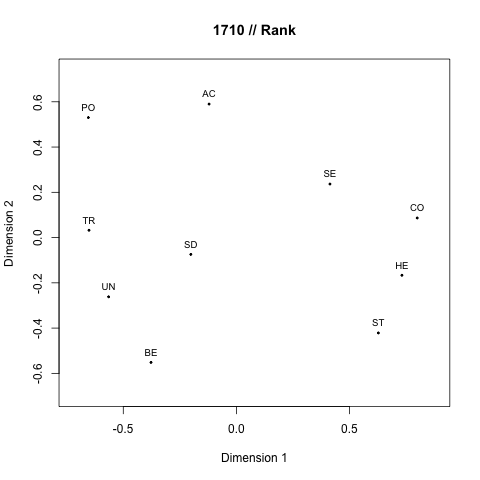 1710 // Rank
Dimension 2
0.6
0.4
0.2
0.0
-0.2
-0.4
-0.6
PO
AC
SE
CO
TR
SD
HE
UN
ST
BE
-0.5
0.0
0.5
Dimension 1